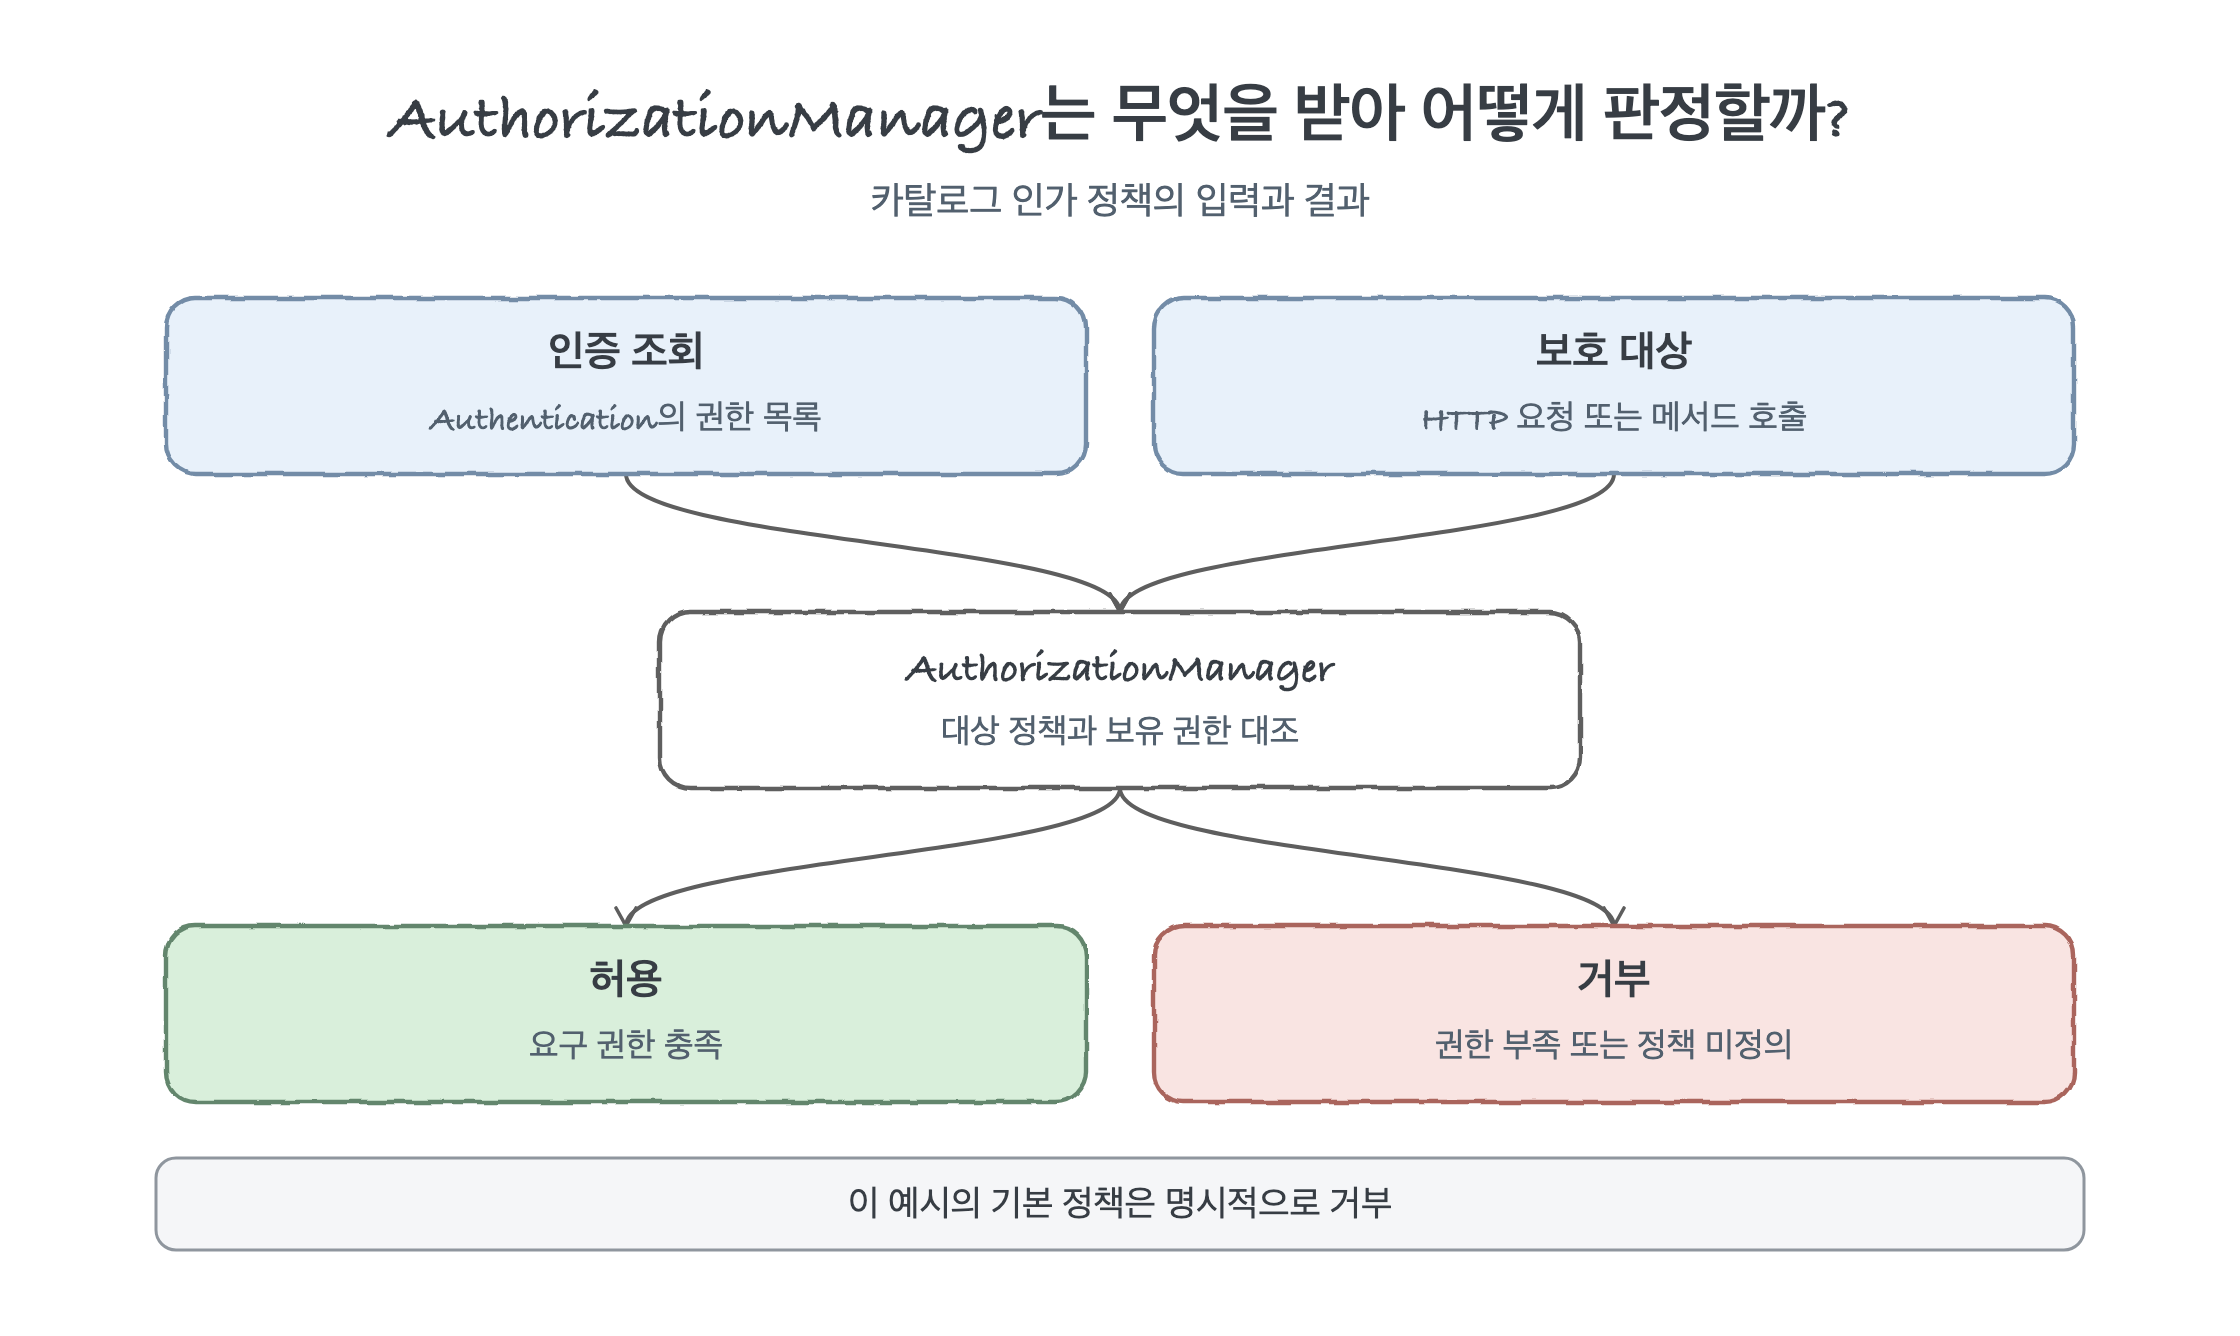 AuthorizationManager는 무엇을 받아 어떻게 판정할까?
카탈로그 인가 정책의 입력과 결과
인증 조회
Authentication의 권한 목록
보호 대상
HTTP 요청 또는 메서드 호출
AuthorizationManager
대상 정책과 보유 권한 대조
허용
요구 권한 충족
거부
권한 부족 또는 정책 미정의
이 예시의 기본 정책은 명시적으로 거부